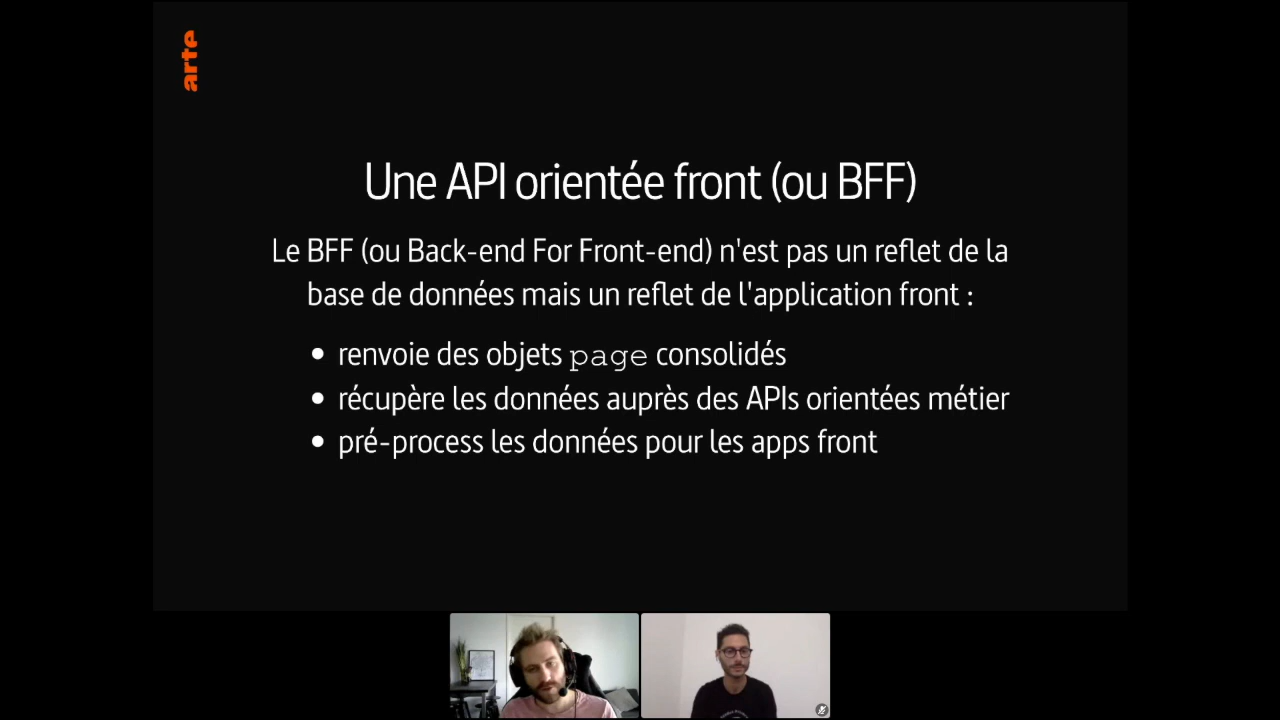 arte
Une API orientée front (ou BFF)
Le BFF (ou Back-end For Front-end) n'est pas un reflet de la
base de données mais un reflet de l'application front :
• renvoie des objets page consolidés
• récupère les données auprès des APIs orientées métier
• pré-process les données pour les apps front